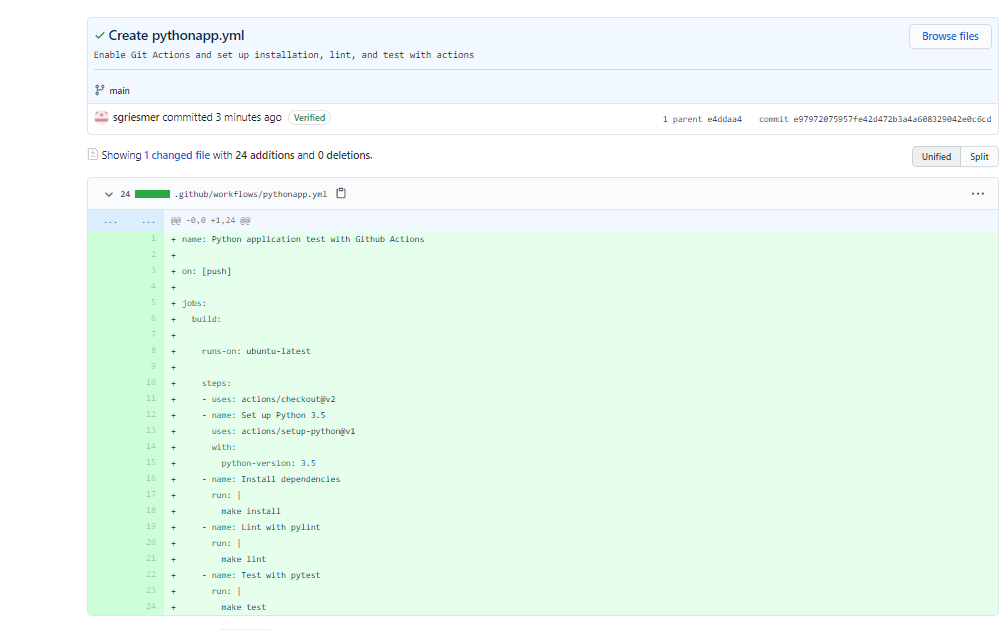 Create pythonapp.yml
Browse files
Enable Git Actions and set up installation, lint, and test with actions
main
sgriesmer committed 3 minutes ago Verified
1 parent e4ddaa4 commit e97972075957fe42d472b3a4a608329042e0c6cd
Showing 1 changed file with 24 additions and 0 deletions.
Unified Split
24 .github/workflows/pythonapp.yml ...
... ... @@ -0,0 +1,24 @@
1 + name: Python application test with Github Actions
2 +
3 + on: [push]
4 +
5 + jobs:
6 + build:
7 +
8 + runs-on: ubuntu-latest
9 +
10 + steps:
11 + - uses: actions/checkout@v2
12 + - name: Set up Python 3.5
13 + uses: actions/setup-python@v1
14 + with:
15 + python-version: 3.5
16 + - name: Install dependencies
17 + run: |
18 + make install
19 + - name: Lint with pylint
20 + run: |
21 + make lint
22 + - name: Test with pytest
23 + run: |
24 + make test